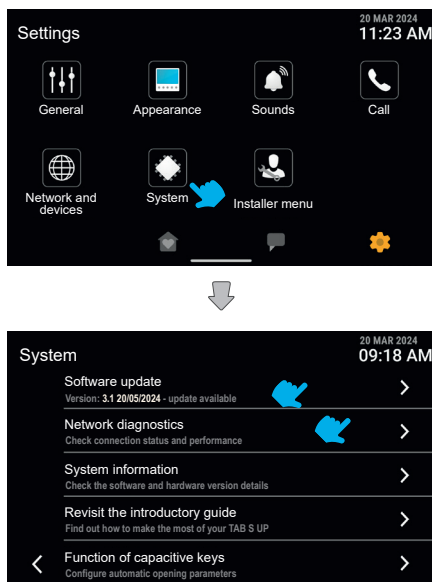 20 MAR 2024
Settings
11:23 AM
General
Appearance
Sounds
Call
Network and
devices
System
Installer menu
20 MAR 2024
System
09:18 AM
Software update
Version: 3.1 20/05/2024 - update available
Network diagnostics
Check connection status and performance
System information
Check the software and hardware version details
Revisit the introductory guide
Find out how to make the most of your TAB S UP
Function of capacitive keys
Configure automatic opening parameters